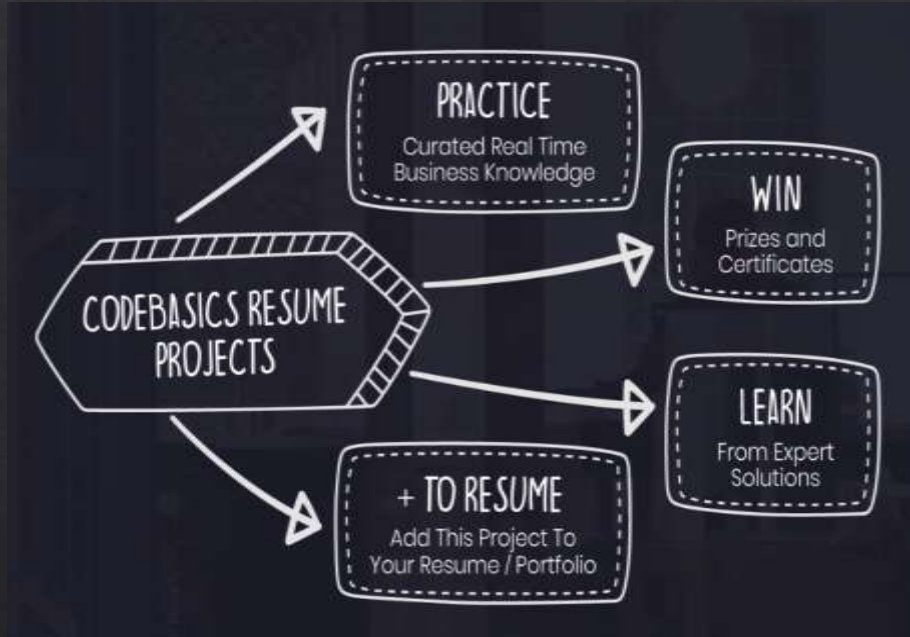 PRACTICE
Curated Real Time
Business Knowledge
WIN
Prizes and
Certificates
CODEBASICS RESUME
PROJECTS
LEARN
From Expert
Solutions
+ TO RESUME
Add This Project To
Your Resume / Portfolio